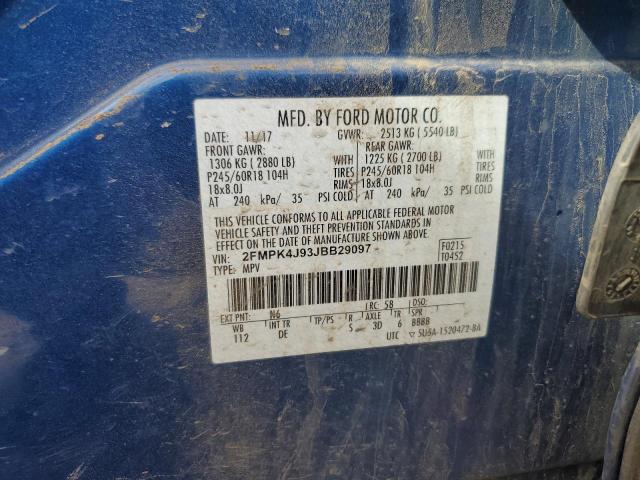 MFD. BY FORD MOTOR CO.
DATE: 11/17 GVWR: 2513 KG ( 5540 LB)
FRONT GAWR: REAR GAWR:
1306 KG ( 2880 LB) WITH 1225 KG ( 2700 LB) WITH
P245/60R18 104H TIRES P245/60R18 104H TIRES
18x8.0J RIMS 18x8.0J RIMS
AT 240 kPa/ 35 PSI COLD AT 240 kPa/ 35 PSI COLD
THIS VEHICLE CONFORMS TO ALL APPLICABLE FEDERAL MOTOR
VEHICLE SAFETY AND THEFT PREVENTION STANDARDS IN
EFFECT ON THE DATE OF MANUFACTURE SHOWN ABOVE.
VIN: 2FMPK4J93JBB29097 F0215
TYPE: MPV T0452
EXT PNT: N6 RC: 58 DSO:
WB INT TR TP/PS R AXLE TR SPR
112 DE S 3D 6 BBBB
UTC ▽ 5U5A-1520472-BA